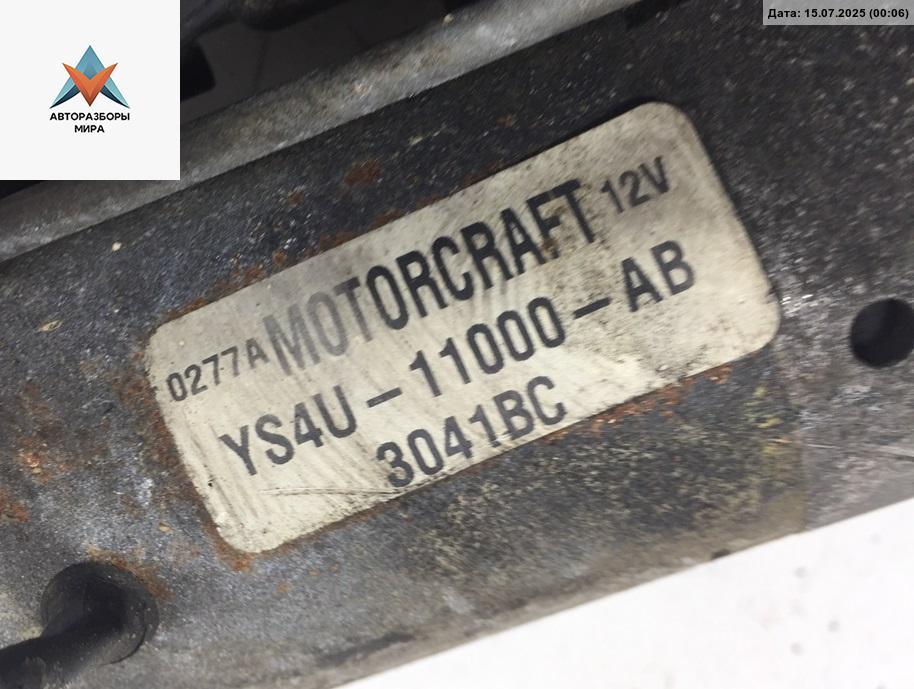 Дата: 15.07.2025 (00:06)
АВТОРАЗБОРЫ
МИРА
0277A MOTORCRAFT 12V
YS4U-11000-AB
3041BC